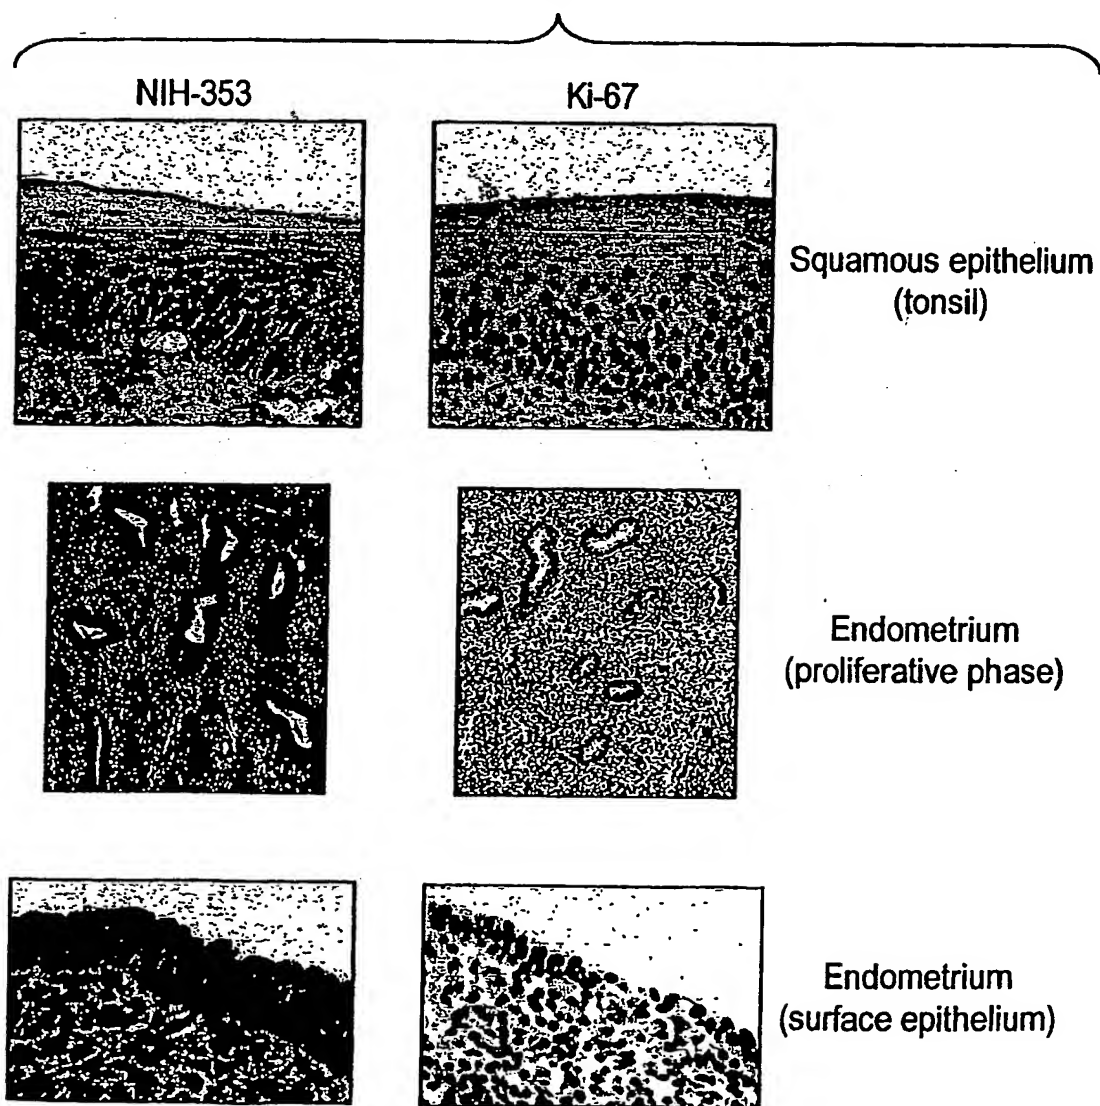 NIH-353
Ki-67
Squamous epithelium
(tonsil)
Endometrium
(proliferative phase)
Endometrium
(surface epithelium)